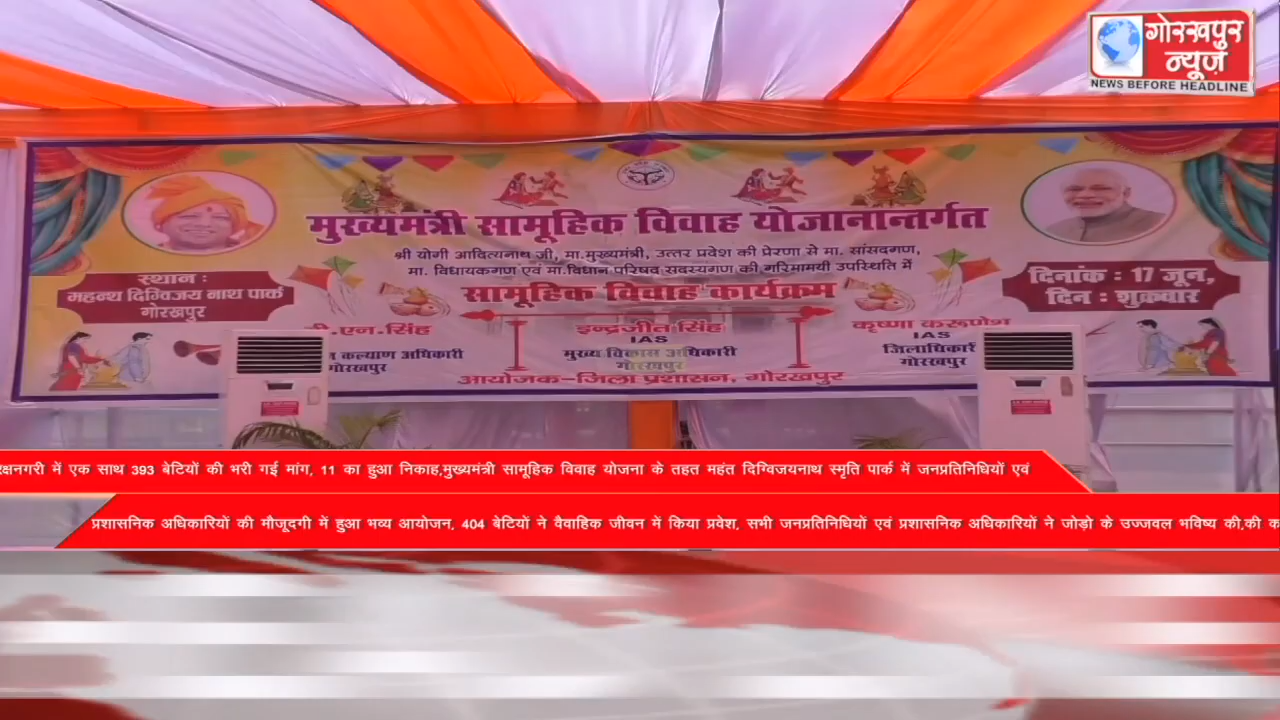 गोरखपुर
न्यूज़
NEWS BEFORE HEADLINE
मुख्यमंत्री सामूहिक विवाह योजानान्तर्गत
श्री योगी आदित्यनाथ जी, मा.मुख्यमंत्री, उत्तर प्रदेश की प्रेरणा से मा. सांसदगण,
मा. विधायकगण एवं मा.विधान परिषद सदस्यगण की गरिमामयी उपस्थिति में
सामूहिक विवाह कार्यक्रम
स्थान :
महन्थ दिग्विजय नाथ पार्क
गोरखपुर
दिनांक : 17 जून,
दिन : शुक्रवार
.एन.सिंह
कल्याण अधिकारी
गोरखपुर
इन्द्रजीत सिंह
IAS
मुख्य विकास अधिकारी
गोरखपुर
कृष्णा करूणेश
IAS
जिलाधिकारी
गोरखपुर
आयोजक-जिला प्रशासन, गोरखपुर
रक्षनगरी में एक साथ 393 बेटियों की भरी गई मांग, 11 का हुआ निकाह,मुख्यमंत्री सामूहिक विवाह योजना के तहत महंत दिग्विजयनाथ स्मृति पार्क में जनप्रतिनिधियों एवं
प्रशासनिक अधिकारियों की मौजूदगी में हुआ भव्य आयोजन, 404 बेटियों ने वैवाहिक जीवन में किया प्रवेश, सभी जनप्रतिनिधियों एवं प्रशासनिक अधिकारियों ने जोड़ो के उज्जवल भविष्य की,की क